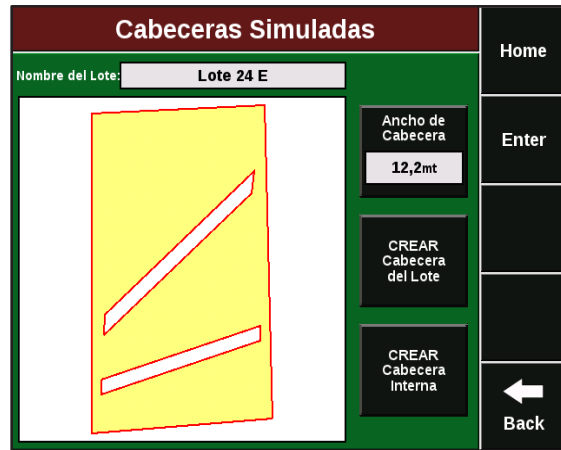 Cabeceras Simuladas
Nombre del Lote:
Lote 24 E
Ancho de
Cabecera
12,2mt
CREAR
Cabecera
del Lote
CREAR
Cabecera
Interna
Home
Enter
Back